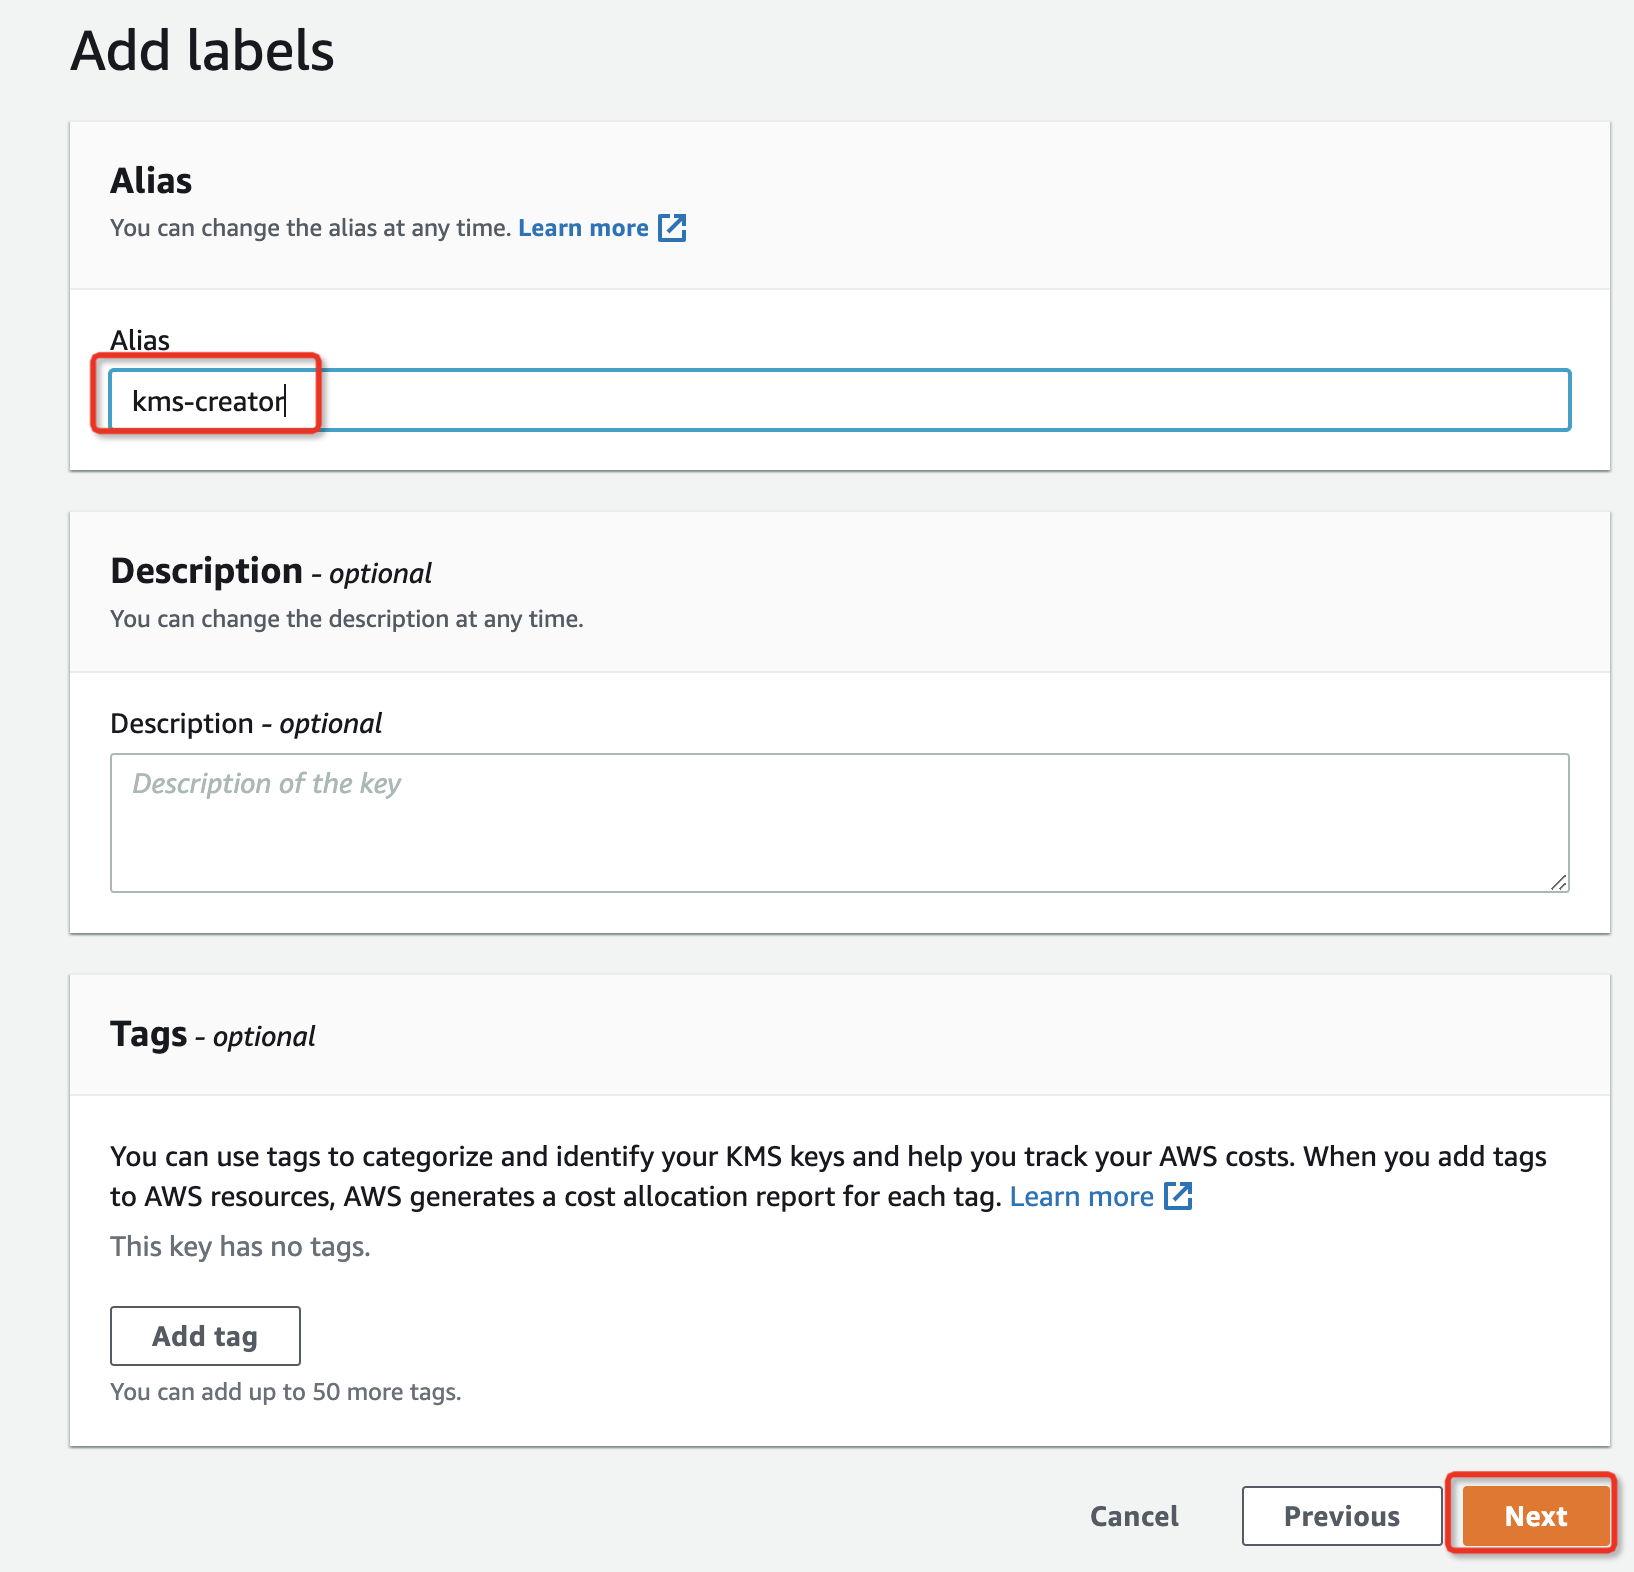 Add labels
Alias
You can change the alias at any time. Learn more
Alias
kms-creator
Description - optional
You can change the description at any time.
Description - optional
Description of the key
Tags - optional
You can use tags to categorize and identify your KMS keys and help you track your AWS costs. When you add tags
to AWS resources, AWS generates a cost allocation report for each tag. Learn more
This key has no tags.
Add tag
You can add up to 50 more tags.
Cancel Previous Next